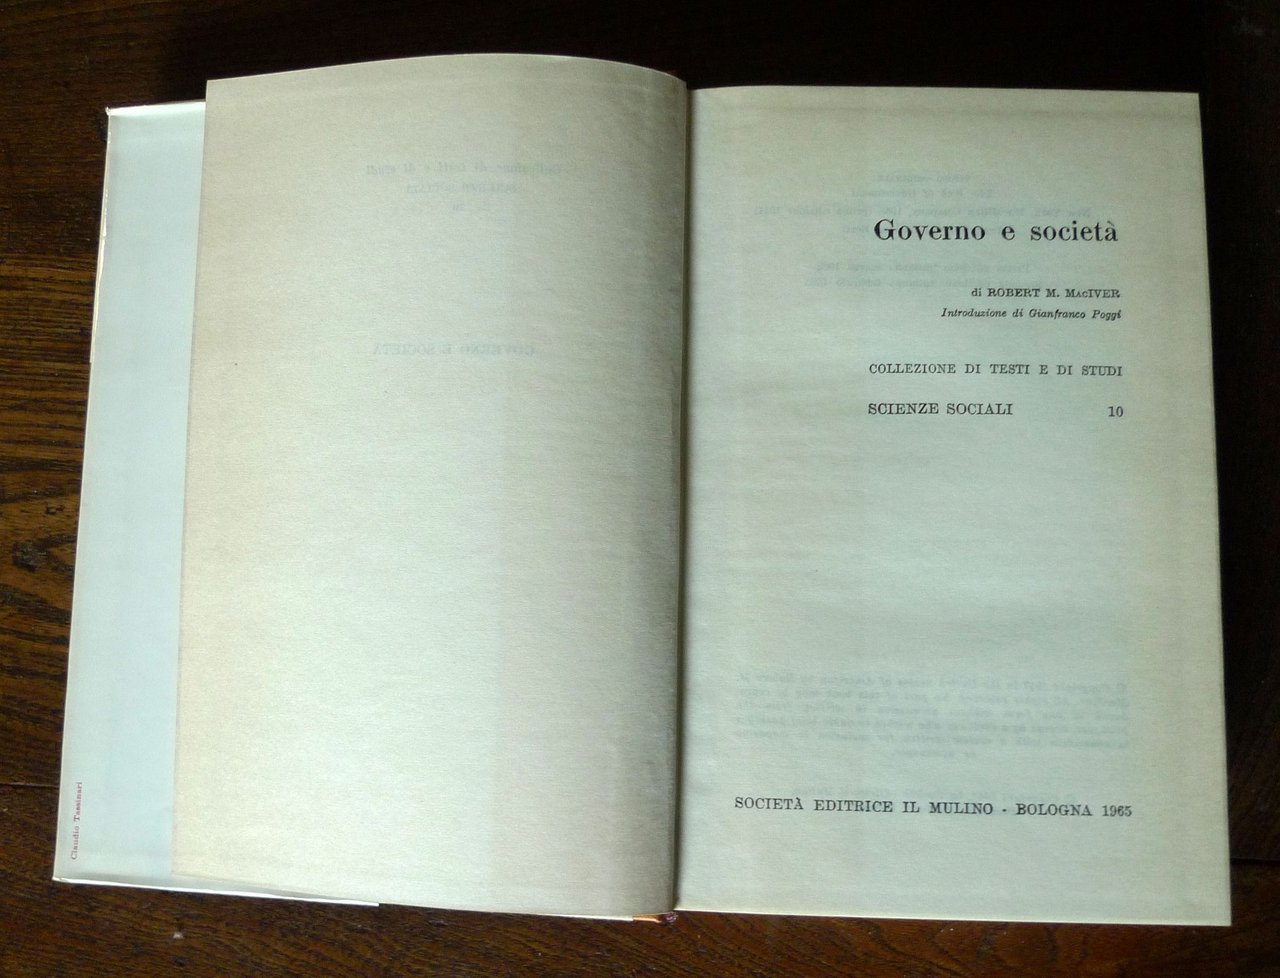 Claudio Tassinari
Governo e società
di ROBERT M. MACIVER
Introduzione di Gianfranco Poggi
COLLEZIONE DI TESTI E DI STUDI
SCIENZE SOCIALI 10
SOCIETÀ EDITRICE IL MULINO - BOLOGNA 1965